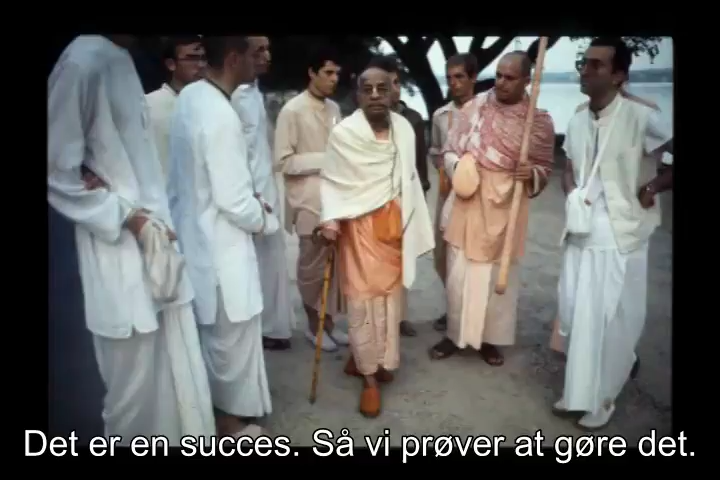 Det er en succes. Så vi prøver at gøre det.